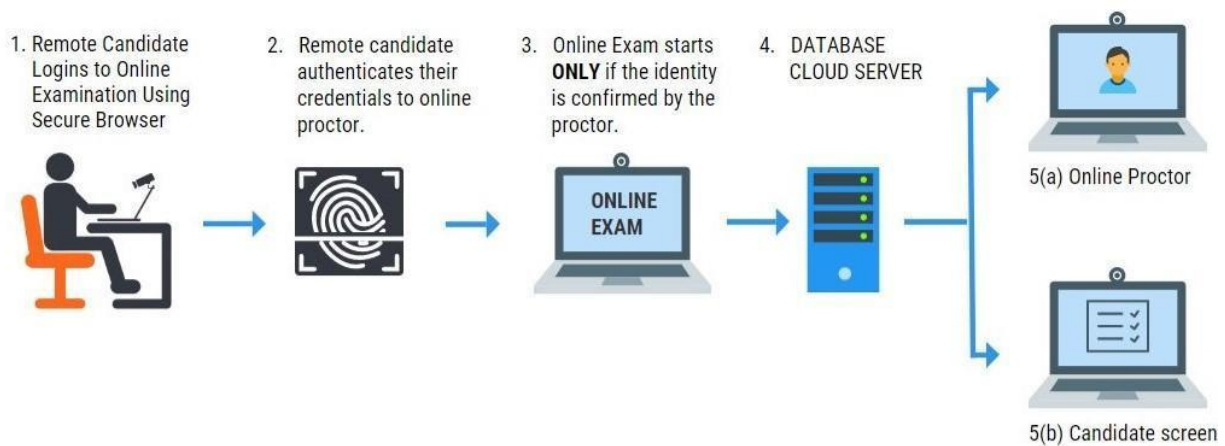 1. Remote Candidate
Logins to Online
Examination Using
Secure Browser
2. Remote candidate
authenticates their
credentials to online
proctor.
3. Online Exam starts
ONLY if the identity
is confirmed by the
proctor.
4. DATABASE
CLOUD SERVER
ONLINE
EXAM
5(a) Online Proctor
5(b) Candidate screen